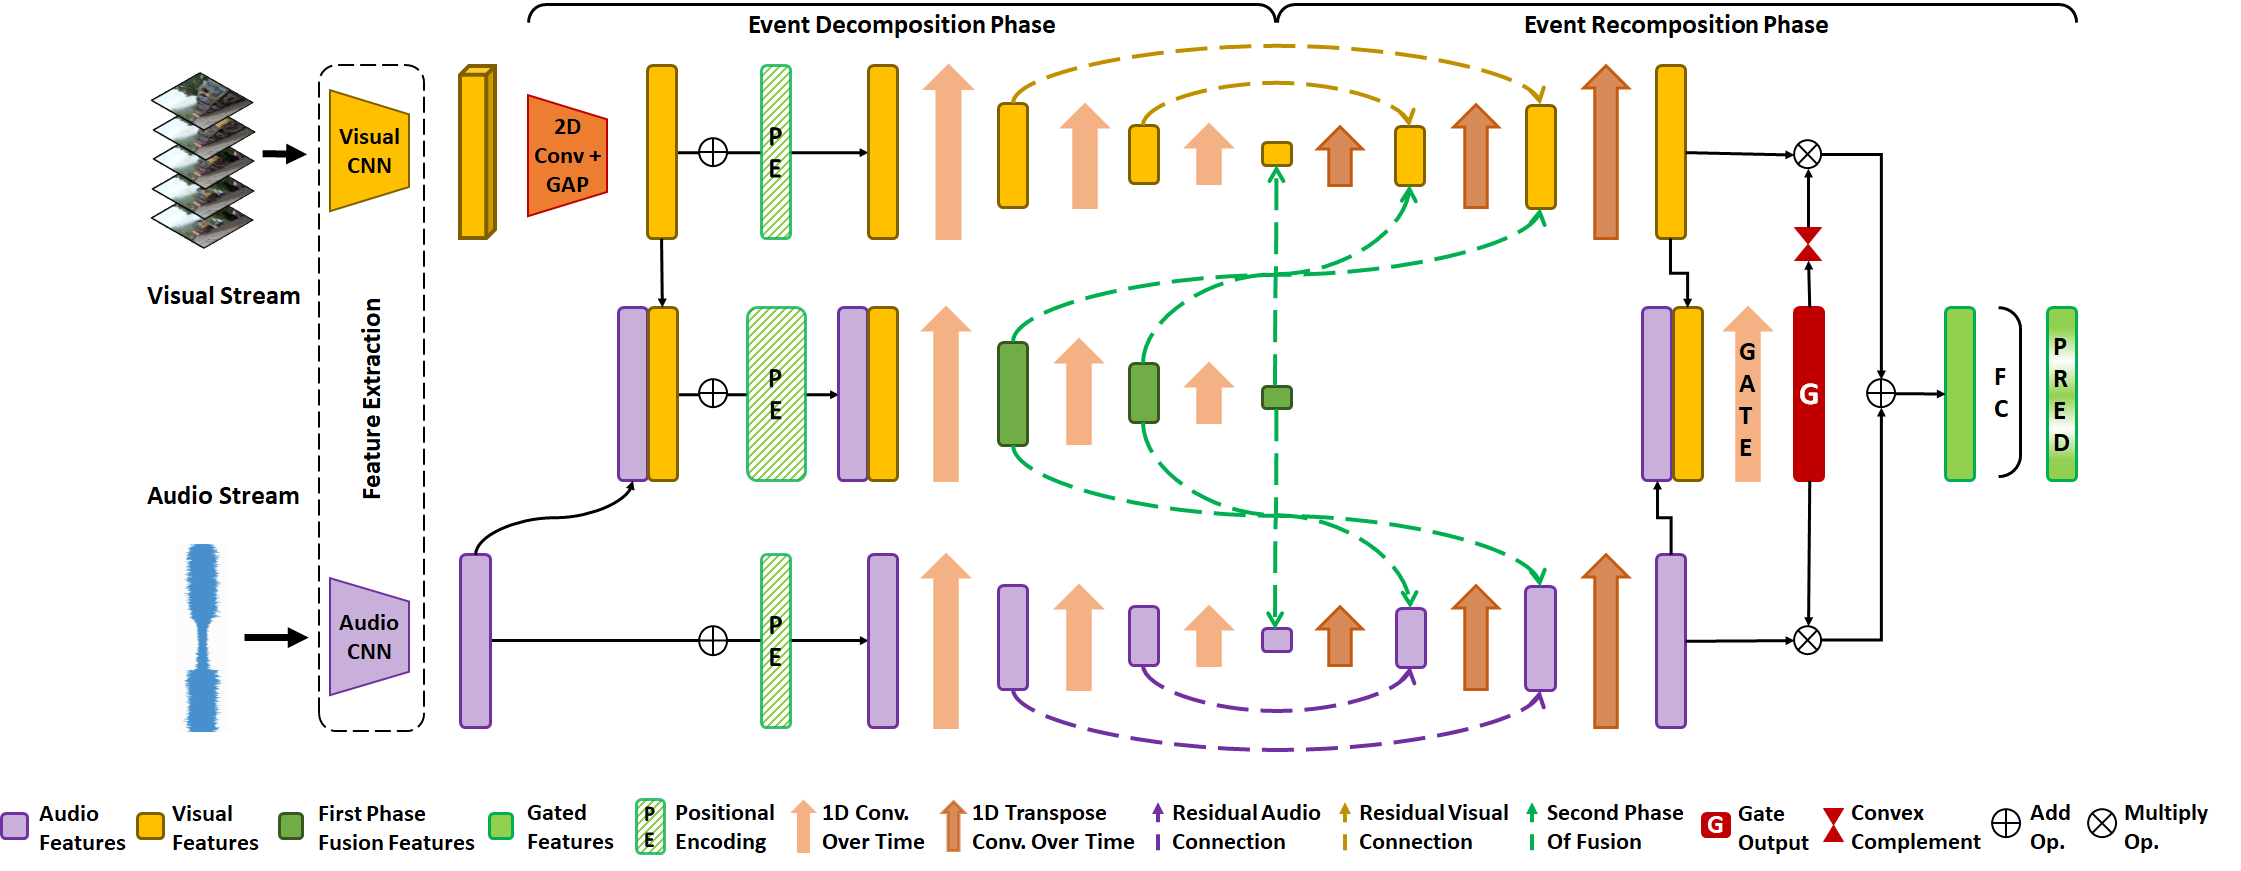 Event Decomposition Phase
Event Recomposition Phase
Visual
CNN
2D
Conv +
GAP
P
E
Visual Stream
Feature Extraction
P
E
G
A
T
E
G
F
C
P
R
E
D
Audio Stream
Audio
CNN
P
E
Audio
Features
Visual
Features
First Phase
Fusion Features
Gated
Features
P
E
Positional
Encoding
1D Conv.
Over Time
1D Transpose
Conv. Over Time
Residual Audio
Connection
Residual Visual
Connection
Second Phase
Of Fusion
G
Gate
Output
Convex
Complement
Add
Op.
Multiply
Op.